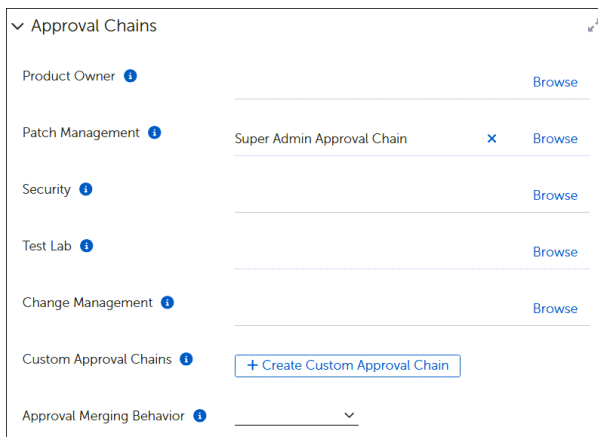 Approval Chains
Product Owner
Browse
Patch Management
Super Admin Approval Chain × Browse
Security
Browse
Test Lab
Browse
Change Management
Browse
Custom Approval Chains
+ Create Custom Approval Chain
Approval Merging Behavior